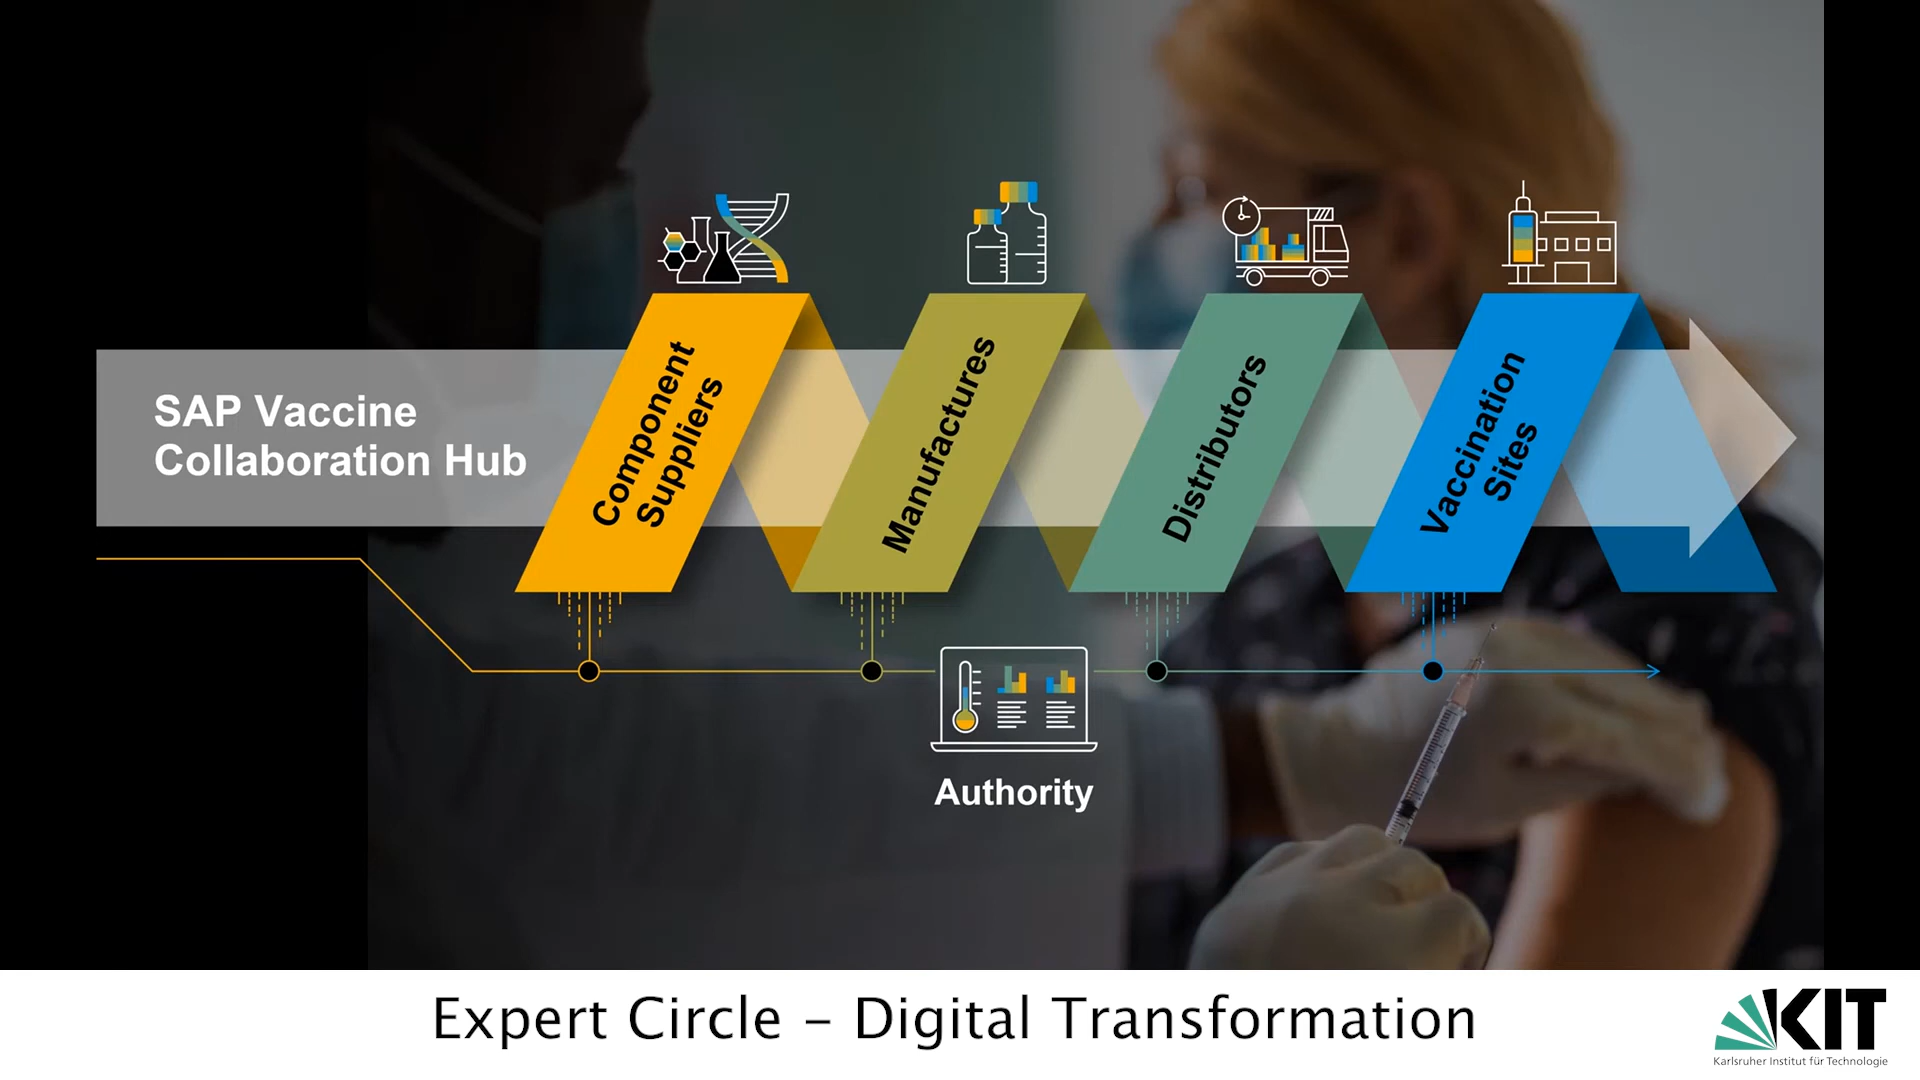 SAP Vaccine
Collaboration Hub
Component
Suppliers
Manufactures
Distributors
Vaccination
Sites
Authority
Expert Circle – Digital Transformation
KIT
Karlsruher Institut für Technologie